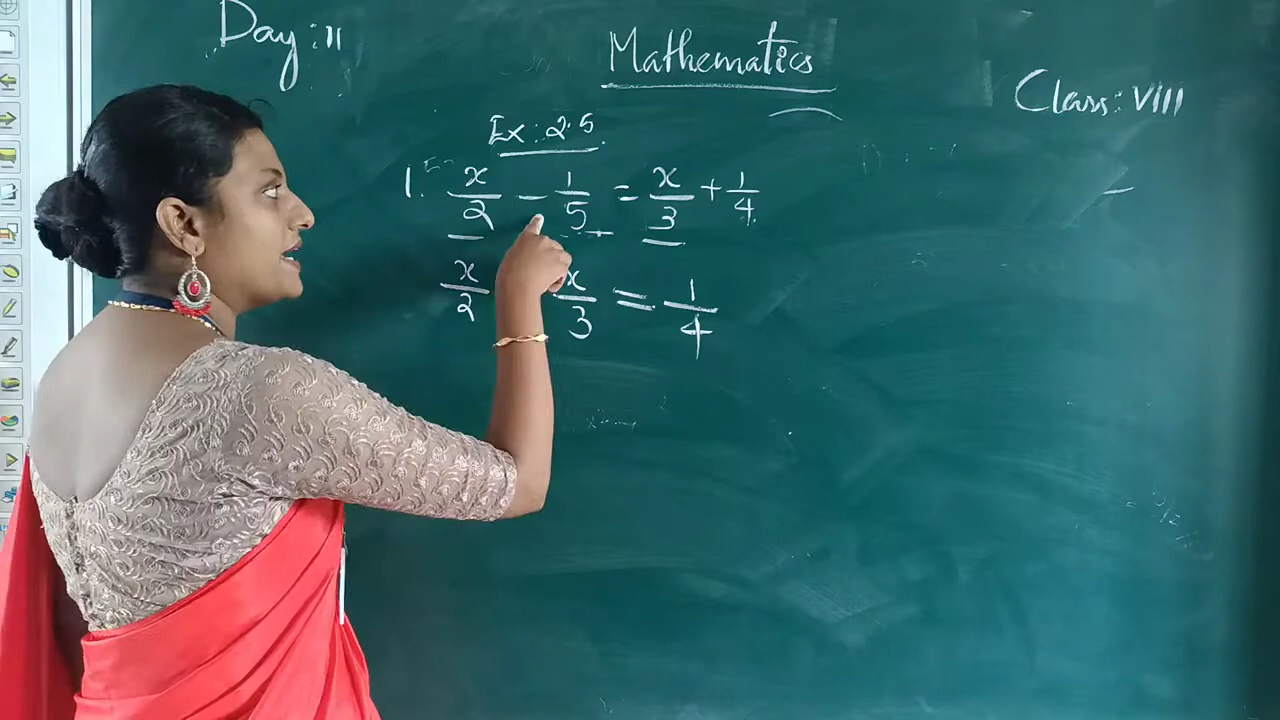 Day: 11
Mathematics
Class: VIII
Ex: 2.5
1. x/2 - 1/5 = x/3 + 1/4
x/2 x/3 = 1/4